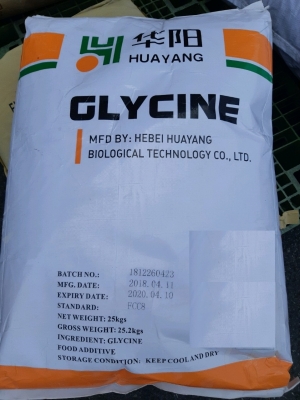 华阳
HUAYANG
GLYCINE
MFD BY: HEBEI HUAYANG
BIOLOGICAL TECHNOLOGY CO., LTD.
BATCH NO.: 1812260423
MFG. DATE: 2018.04.11
EXPIRY DATE: 2020.04.10
STANDARD: FCC8
NET WEIGHT: 25kgs
GROSS WEIGHT: 25.2kgs
INGREDIENT: GLYCINE
FOOD ADDITIVE
STORAGE CONDITION: KEEP COOL AND DRY